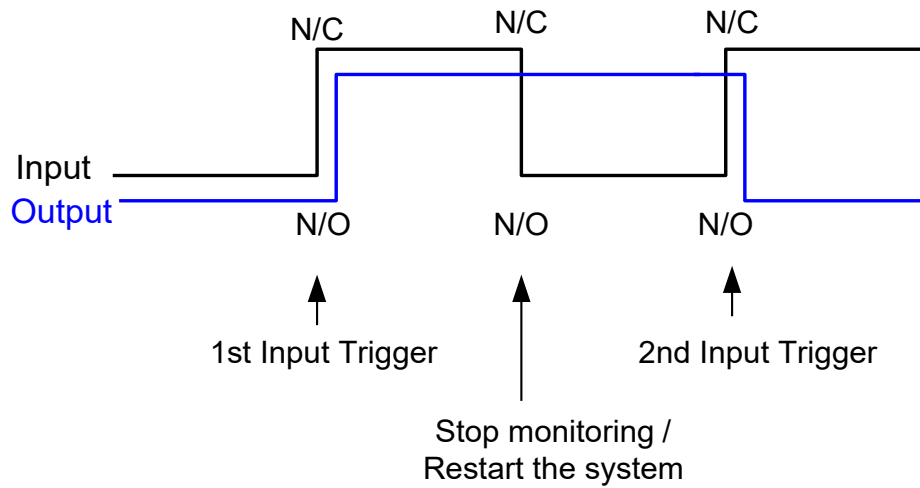 N/C
N/C
N/C
Input
Output
N/O
N/O
N/O
1st Input Trigger
2nd Input Trigger
Stop monitoring /
Restart the system